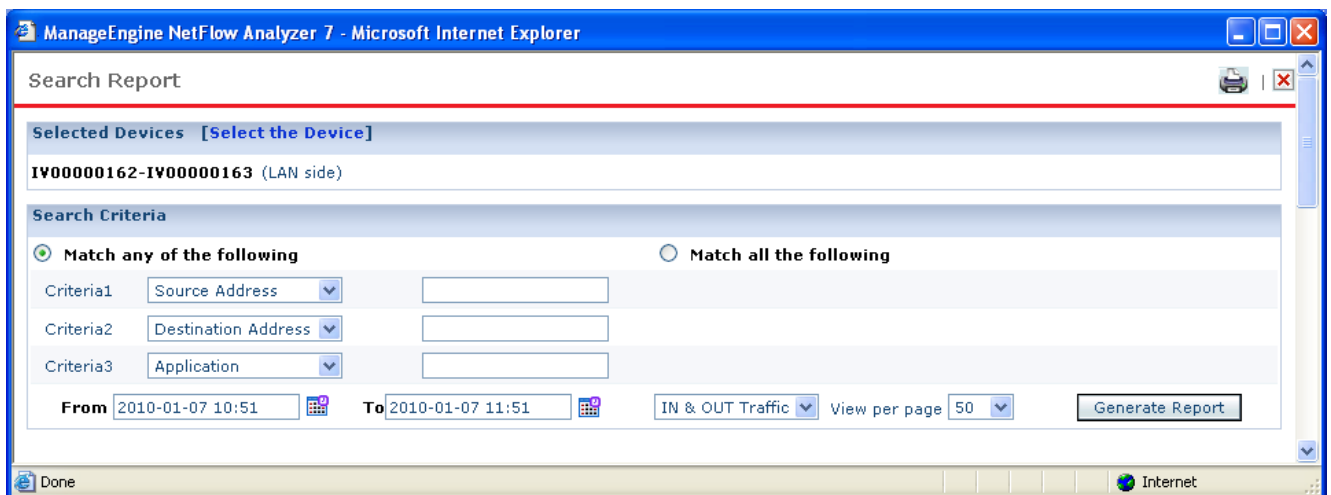 ManageEngine NetFlow Analyzer 7 - Microsoft Internet Explorer
Search Report |
Selected Devices [Select the Device]
IV00000162-IV00000163 (LAN side)
Search Criteria
Match any of the following Match all the following
Criteria1 Source Address
Criteria2 Destination Address
Criteria3 Application
From 2010-01-07 10:51 To 2010-01-07 11:51 IN & OUT Traffic View per page 50 Generate Report
Done Internet